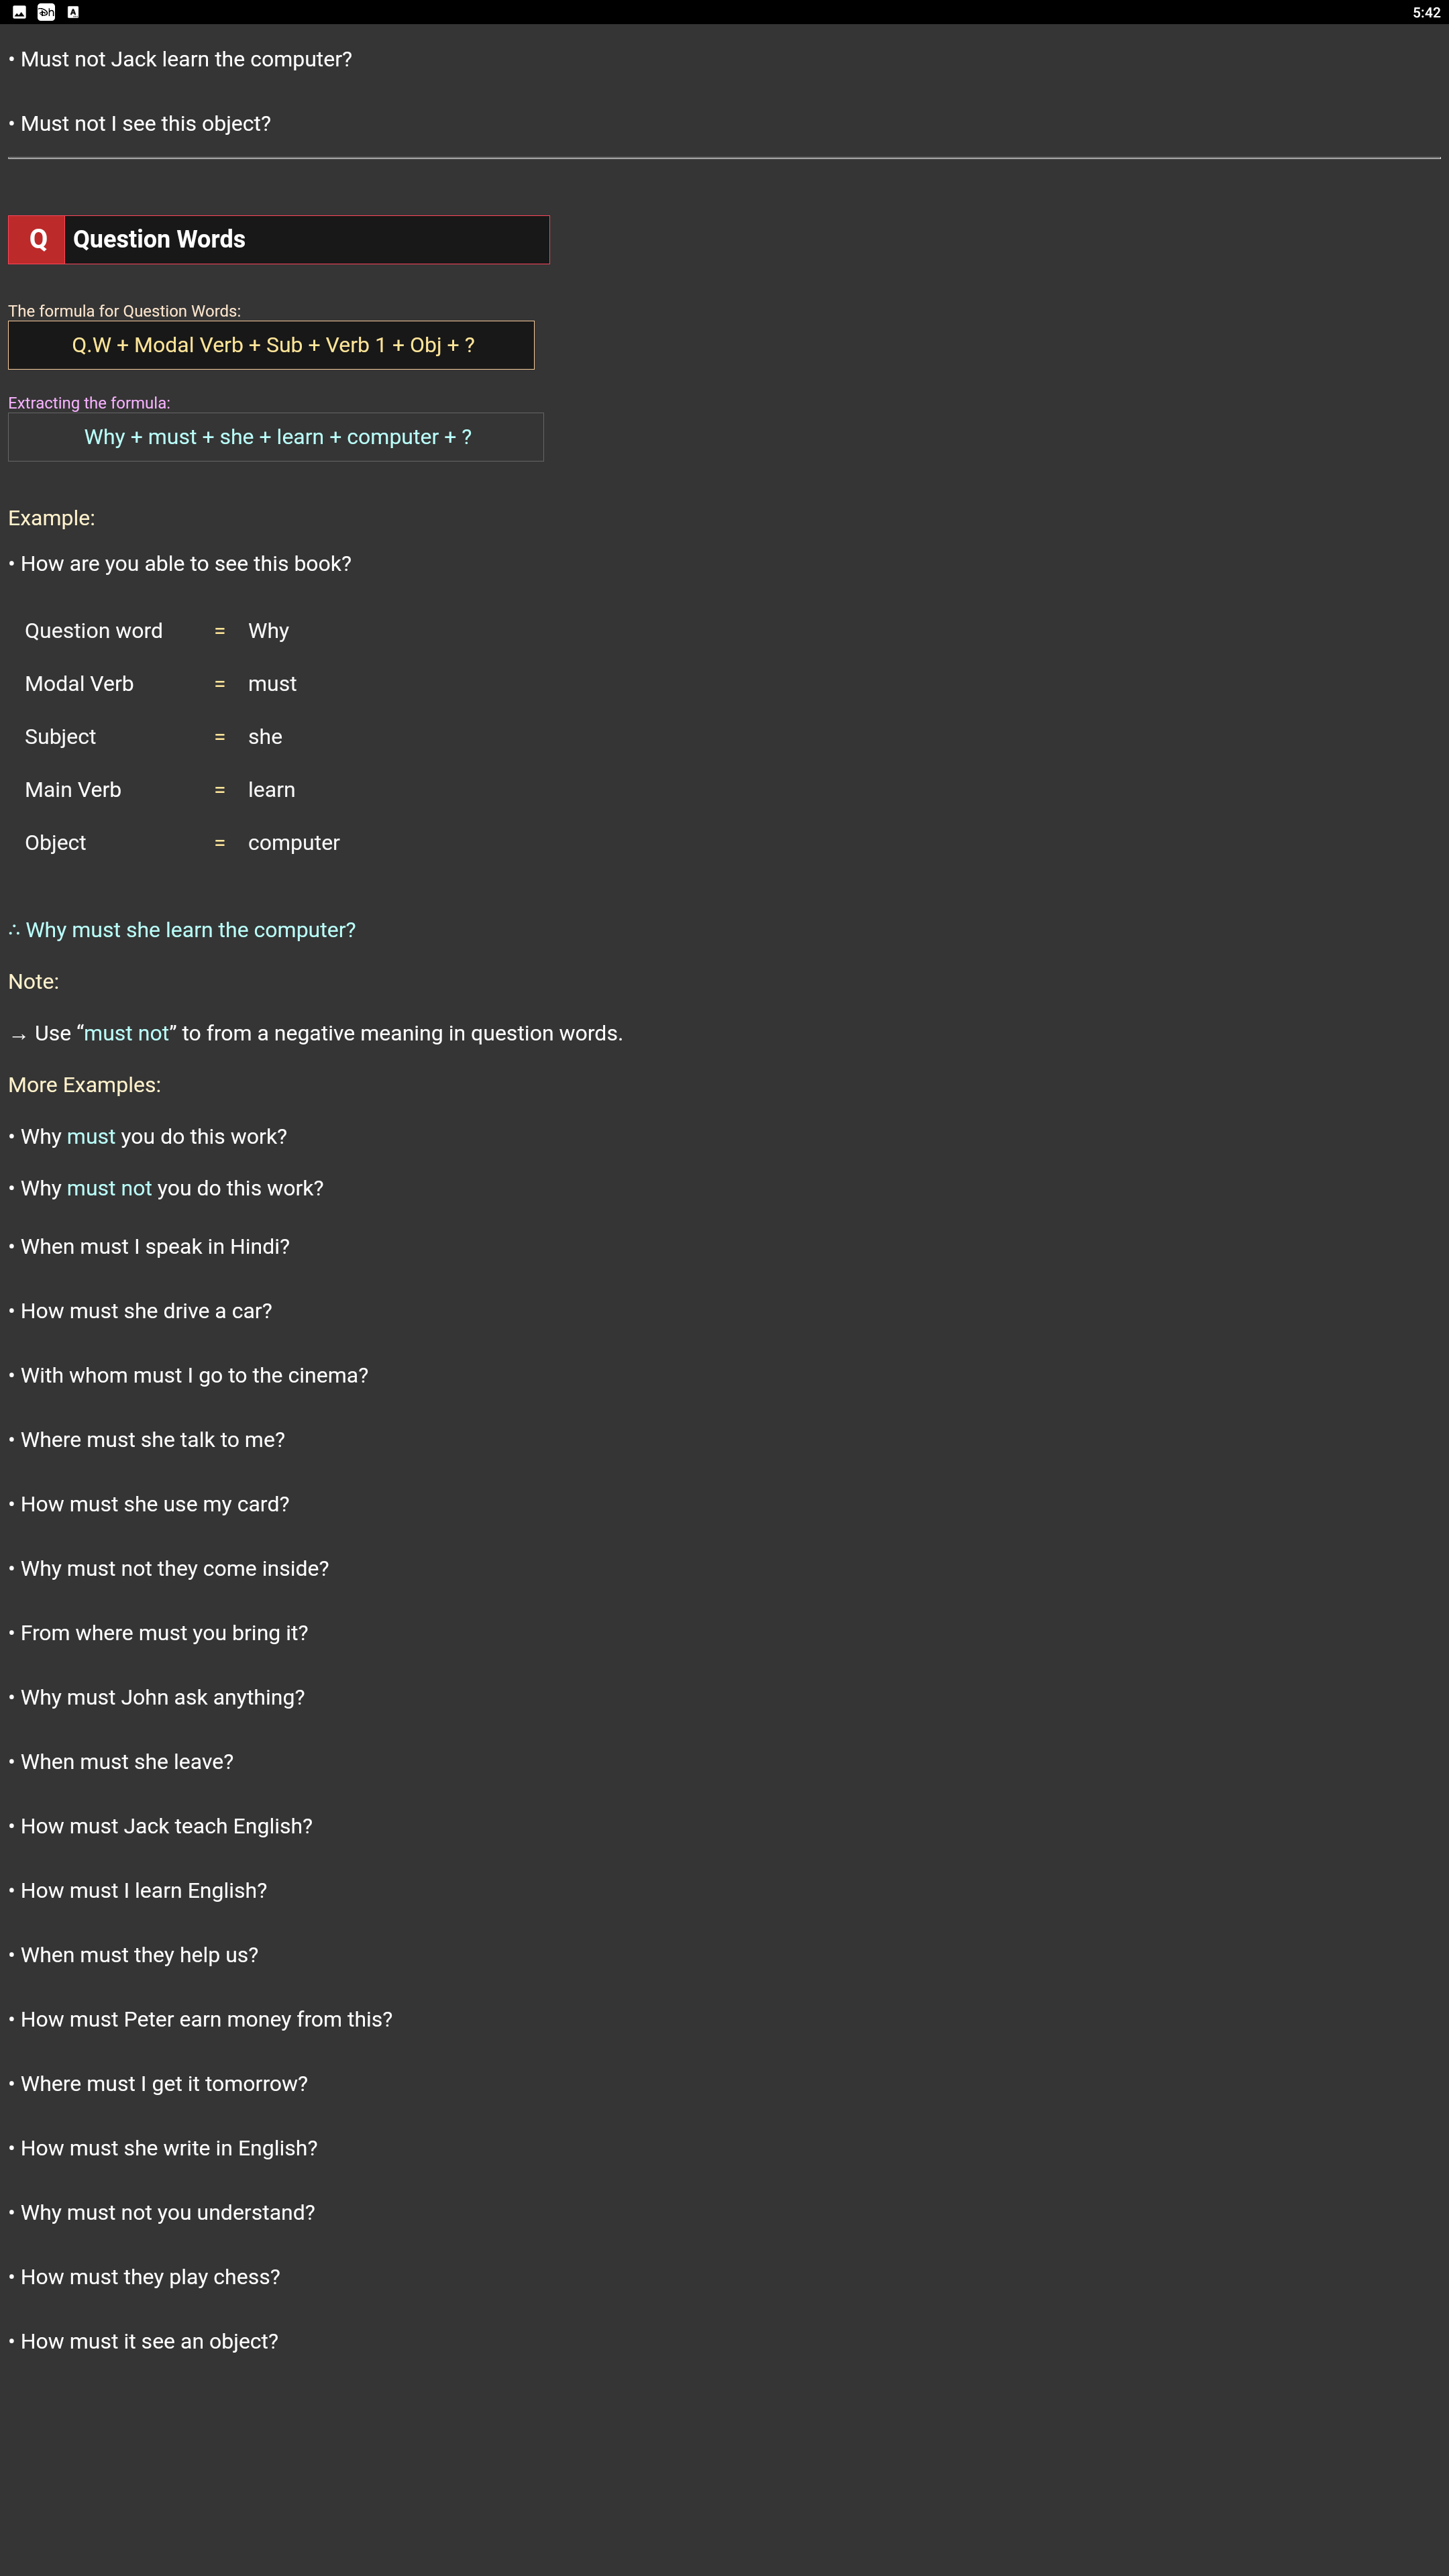 5:42
• Must not Jack learn the computer?
• Must not I see this object?
Q Question Words
The formula for Question Words:
Q.W + Modal Verb + Sub + Verb 1 + Obj + ?
Extracting the formula:
Why + must + she + learn + computer + ?
Example:
• How are you able to see this book?
Question word = Why
Modal Verb = must
Subject = she
Main Verb = learn
Object = computer
∴ Why must she learn the computer?
Note:
→ Use “must not” to from a negative meaning in question words.
More Examples:
• Why must you do this work?
• Why must not you do this work?
• When must I speak in Hindi?
• How must she drive a car?
• With whom must I go to the cinema?
• Where must she talk to me?
• How must she use my card?
• Why must not they come inside?
• From where must you bring it?
• Why must John ask anything?
• When must she leave?
• How must Jack teach English?
• How must I learn English?
• When must they help us?
• How must Peter earn money from this?
• Where must I get it tomorrow?
• How must she write in English?
• Why must not you understand?
• How must they play chess?
• How must it see an object?